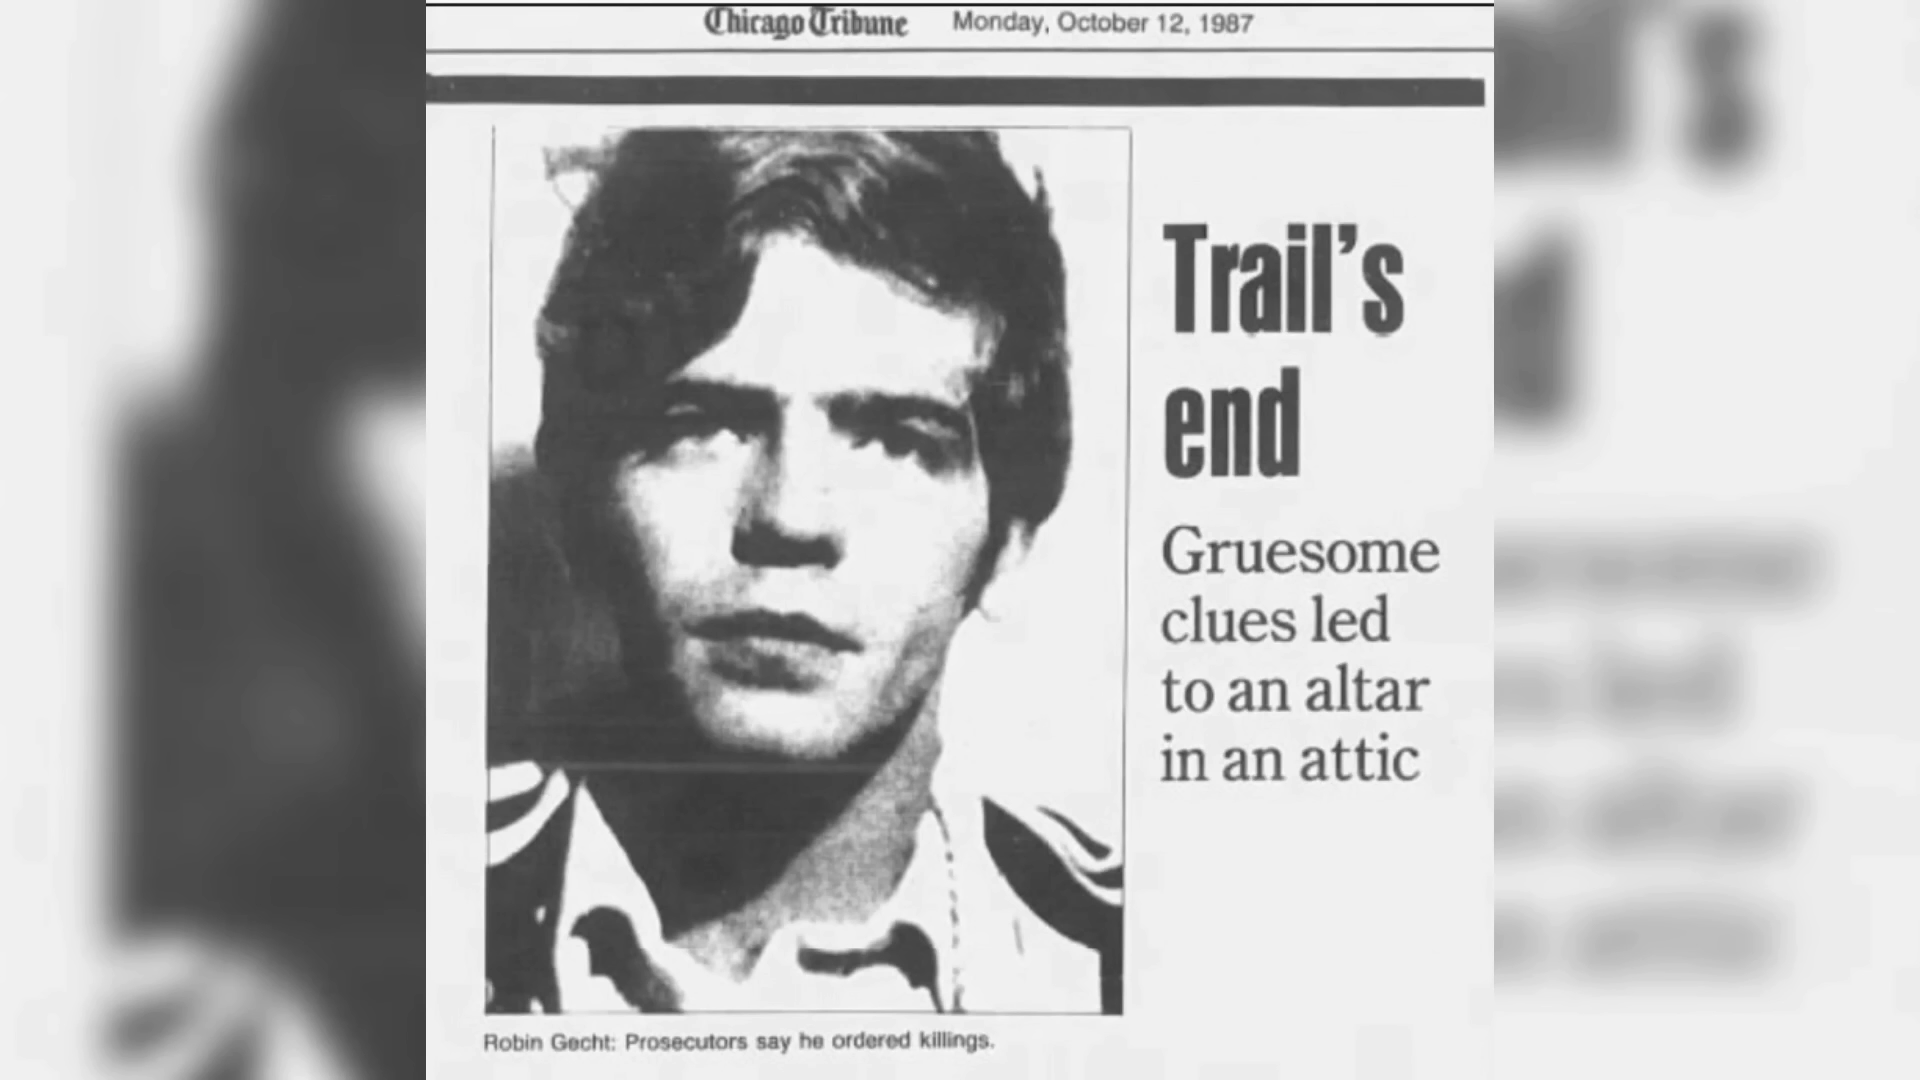 Chicago Tribune Monday, October 12, 1987
Trail's
end
Gruesome
clues led
to an altar
in an attic
Robin Gecht: Prosecutors say he ordered killings.